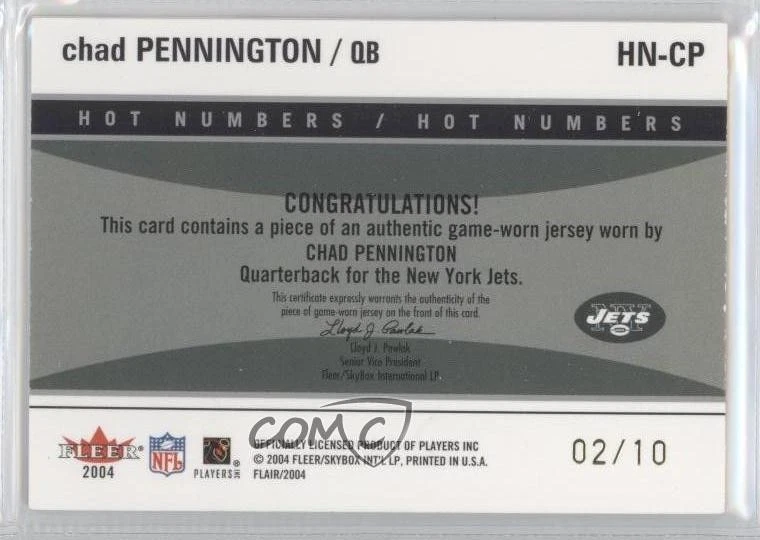 chad PENNINGTON / QB
HN-CP
HOT NUMBERS / HOT NUMBERS
CONGRATULATIONS!
This card contains a piece of an authentic game-worn jersey worn by
CHAD PENNINGTON
Quarterback for the New York Jets.
This certificate expressly warrants the authenticity of the
piece of game-worn jersey on the front of this card.
Lloyd J. Pawlak
Lloyd J. Pawlak
Senior Vice President
Fleer/SkyBox International LP
NY
JETS
COMC
FLEER
2004
NFL
PLAYERS INC
OFFICIALLY LICENSED PRODUCT OF PLAYERS INC
© 2004 FLEER/SKYBOX INT'L LP, PRINTED IN U.S.A.
FLAIR/2004
02/10